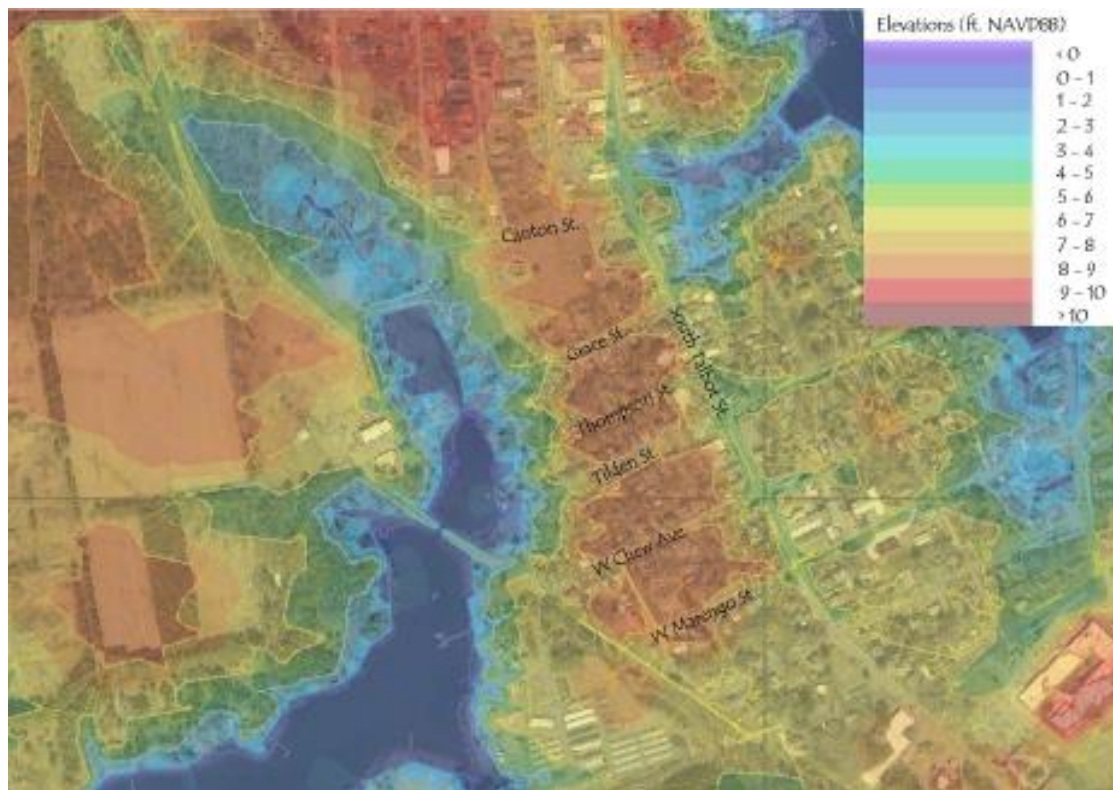 Elevations (ft. NAVD88)
< 0
0 - 1
1 - 2
2 - 3
3 - 4
4 - 5
5 - 6
6 - 7
7 - 8
8 - 9
9 - 10
> 10
Canton St.
Grace St.
South Talbot St.
Thompson St.
Tilden St.
W Chew Ave
W Marengo St